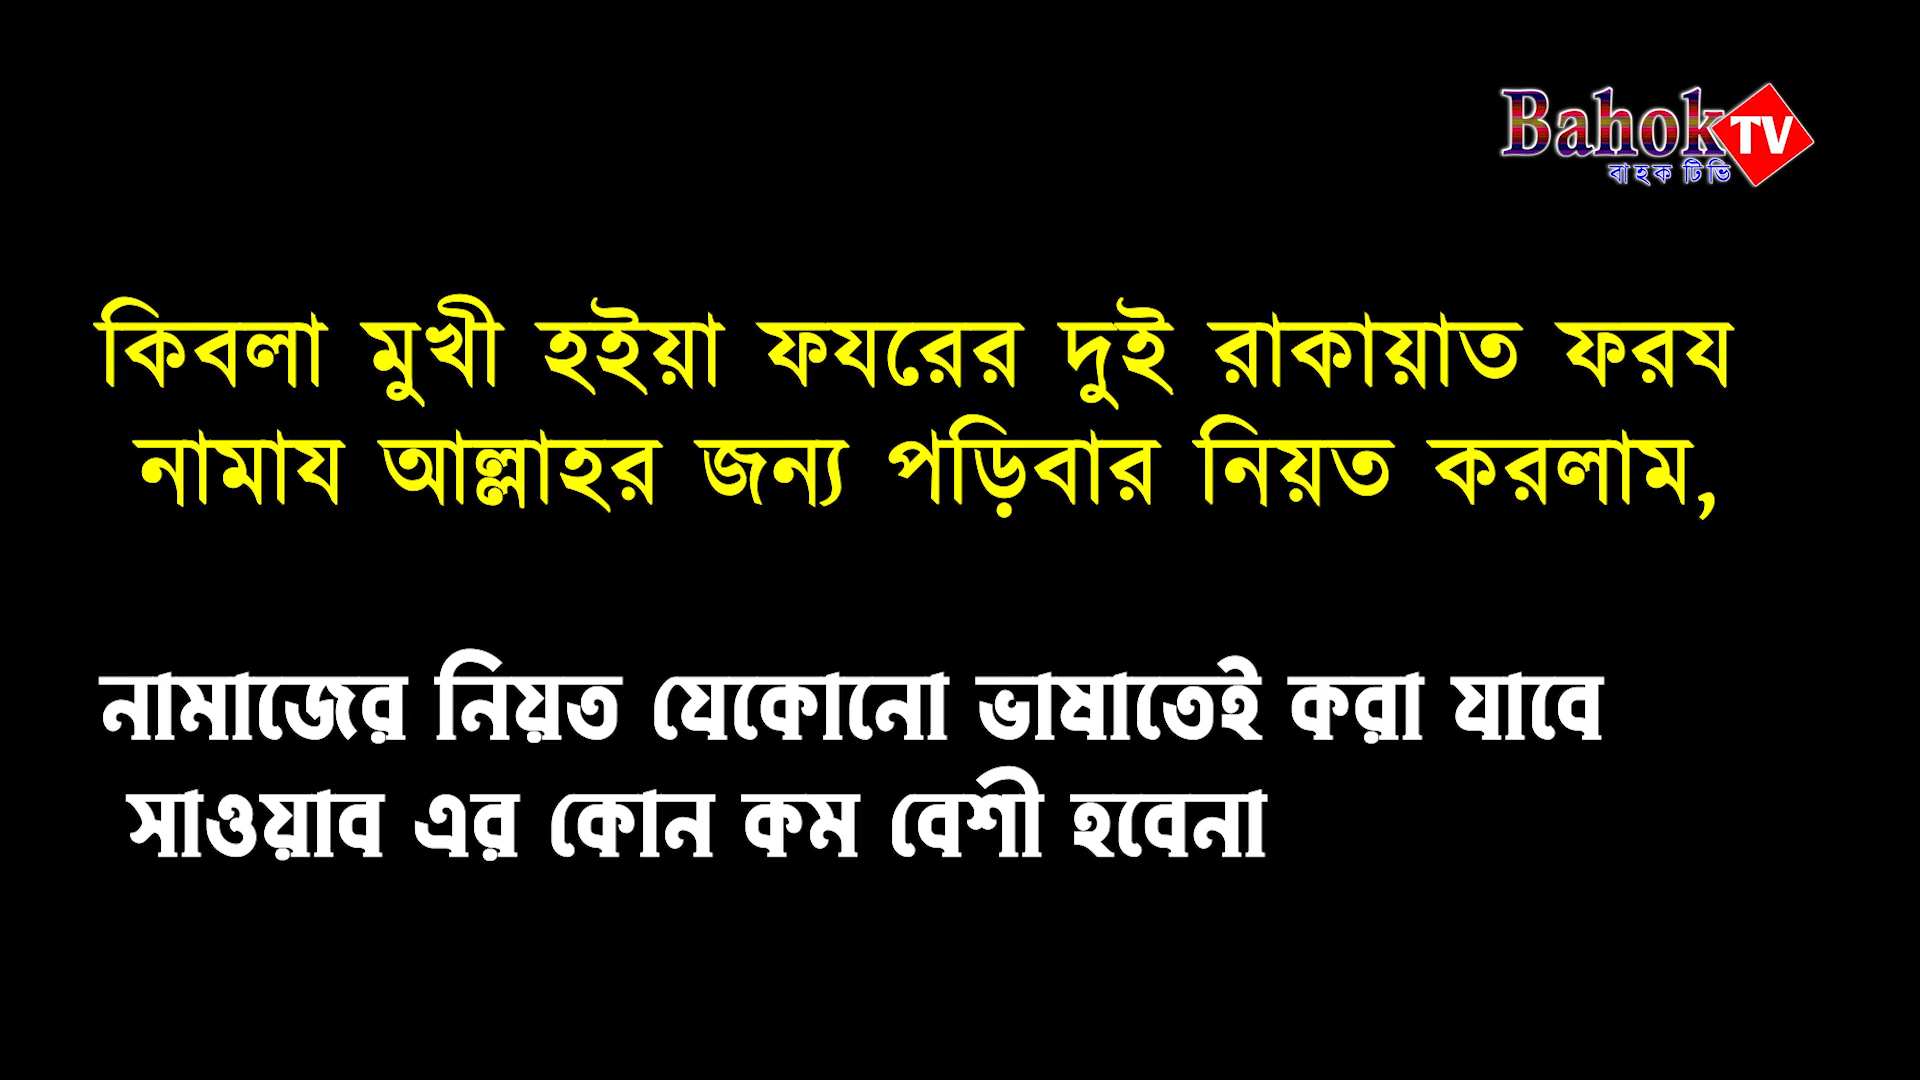 Bahok TV
বাহক টিভি
কিবলা মুখী হইয়া ফযরের দুই রাকায়াত ফরয
নামায আল্লাহর জন্য পড়িবার নিয়ত করলাম,
নামাজের নিয়ত যেকোনো ভাষাতেই করা যাবে
সাওয়াব এর কোন কম বেশী হবেনা